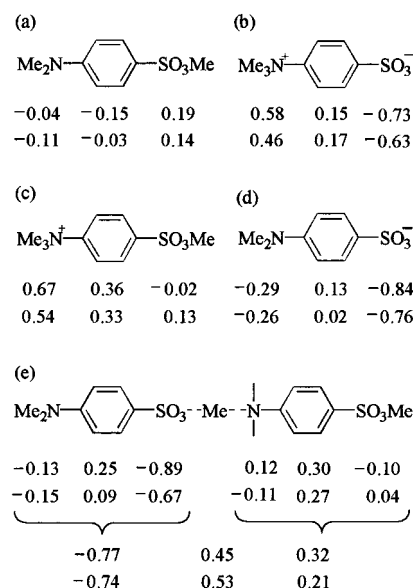 (a) (b)
Me₂N SO₃Me Me₃N⁺ SO₃⁻
−0.04 −0.15 0.19 0.58 0.15 −0.73
−0.11 −0.03 0.14 0.46 0.17 −0.63
(c) (d)
Me₃N⁺ SO₃Me Me₂N SO₃⁻
0.67 0.36 −0.02 −0.29 0.13 −0.84
0.54 0.33 0.13 −0.26 0.02 −0.76
(e)
Me₂N SO₃--Me--N SO₃Me
−0.13 0.25 −0.89 0.12 0.30 −0.10
−0.15 0.09 −0.67 −0.11 0.27 0.04
−0.77 0.45 0.32
−0.74 0.53 0.21